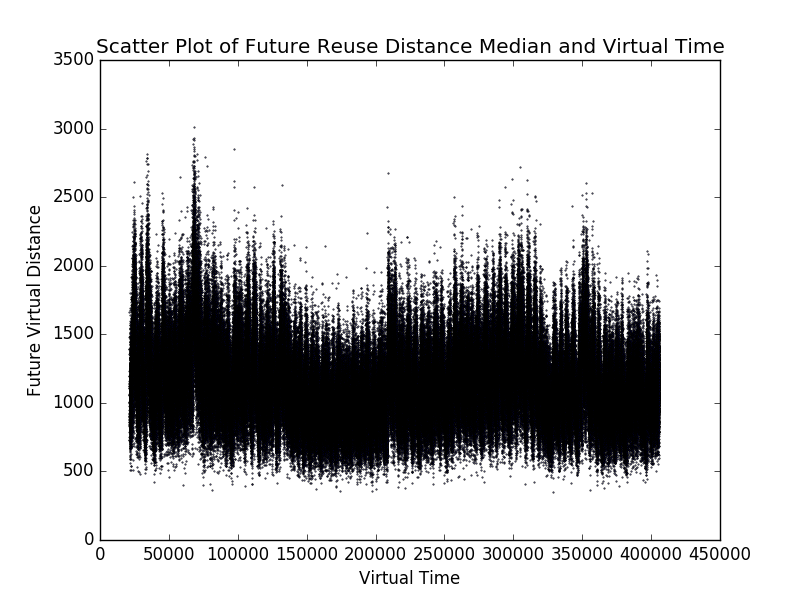 Scatter Plot of Future Reuse Distance Median and Virtual Time
3500
3000
2500
2000
1500
1000
500
0
Future Virtual Distance
0 50000 100000 150000 200000 250000 300000 350000 400000 450000
Virtual Time